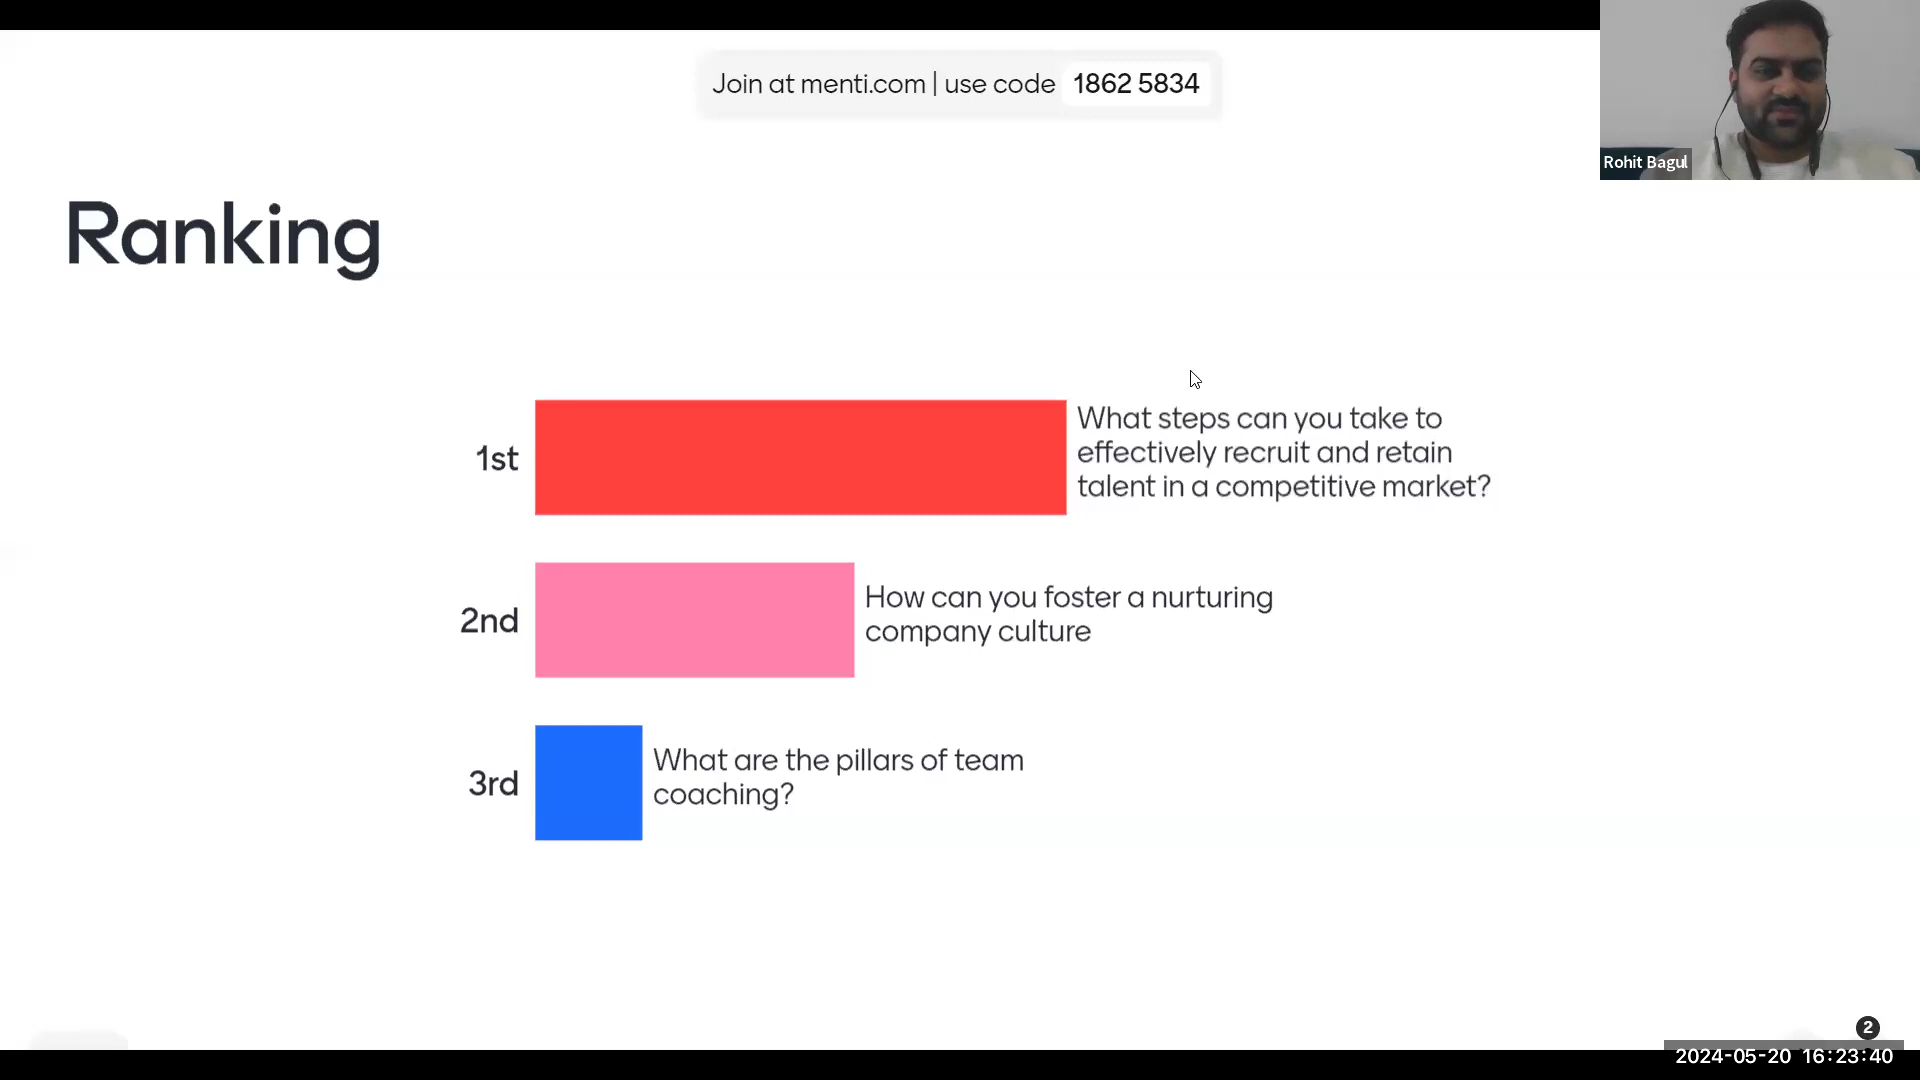 Join at menti.com | use code 1862 5834
Rohit Bagul
Ranking
1st
What steps can you take to
effectively recruit and retain
talent in a competitive market?
2nd
How can you foster a nurturing
company culture
3rd
What are the pillars of team
coaching?
2
2024-05-20 16:23:40